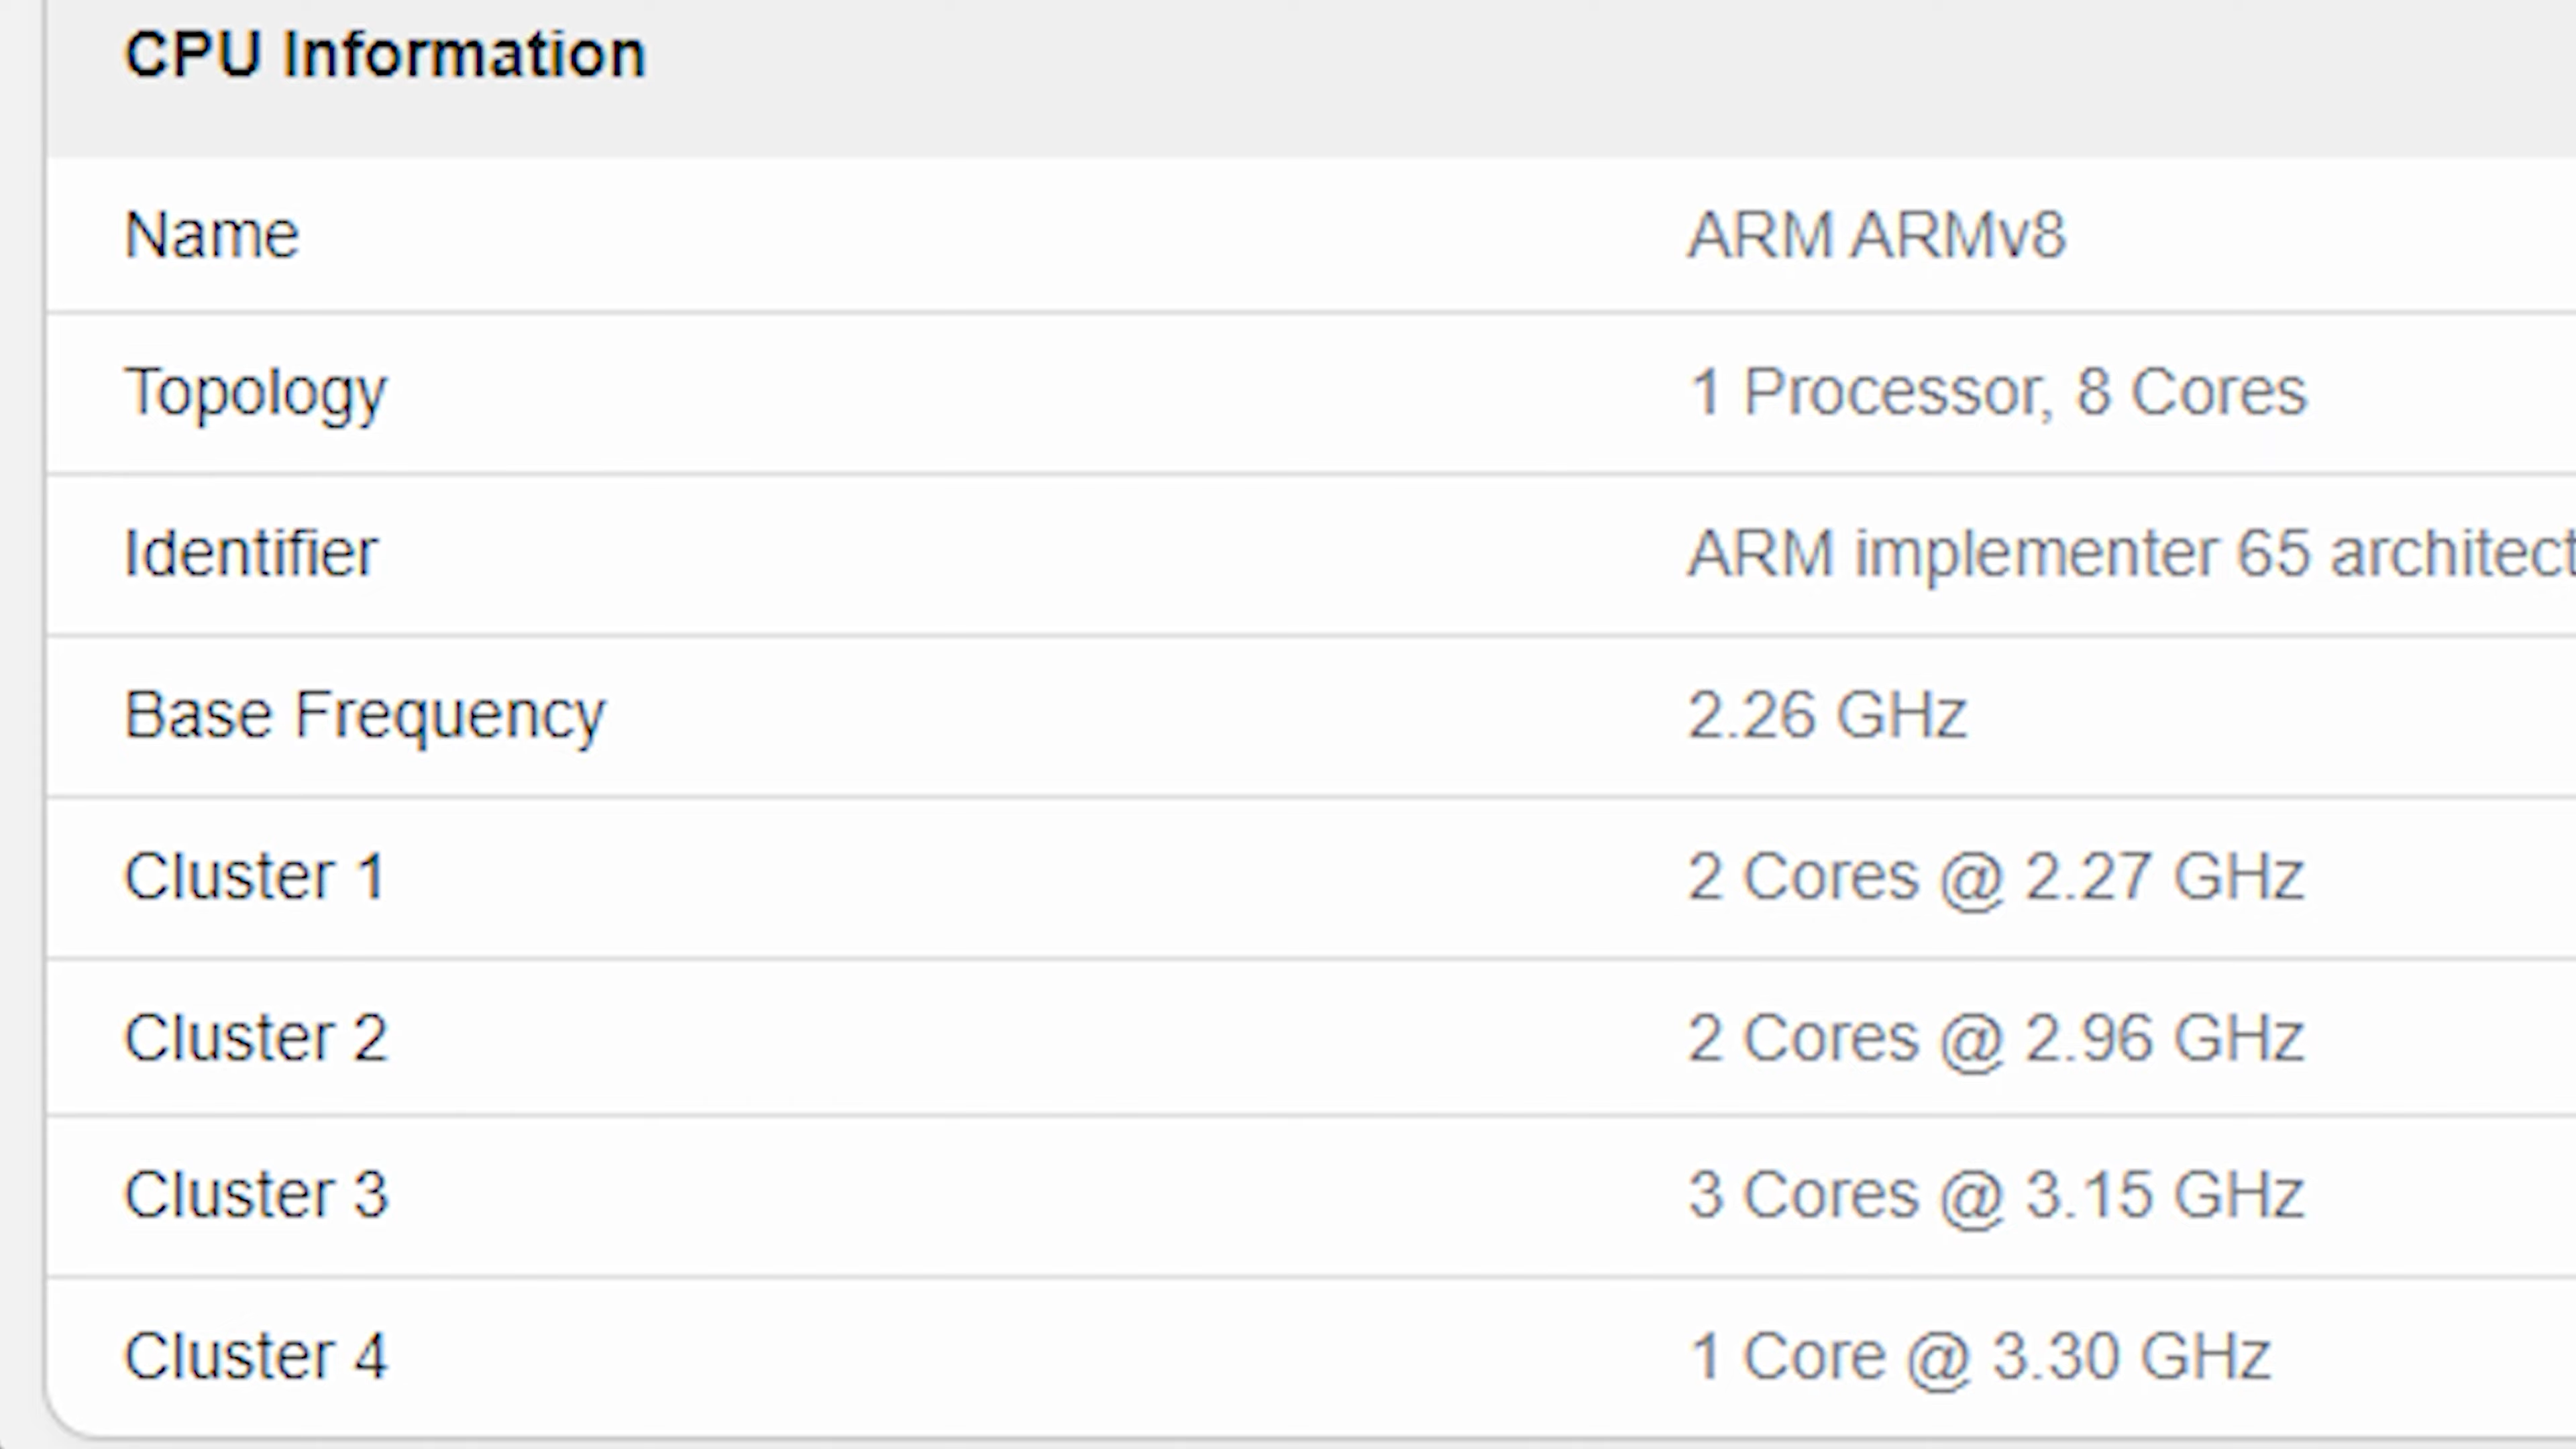 CPU Information
Name ARM ARMv8
Topology 1 Processor, 8 Cores
Identifier ARM implementer 65 architect
Base Frequency 2.26 GHz
Cluster 1 2 Cores @ 2.27 GHz
Cluster 2 2 Cores @ 2.96 GHz
Cluster 3 3 Cores @ 3.15 GHz
Cluster 4 1 Core @ 3.30 GHz